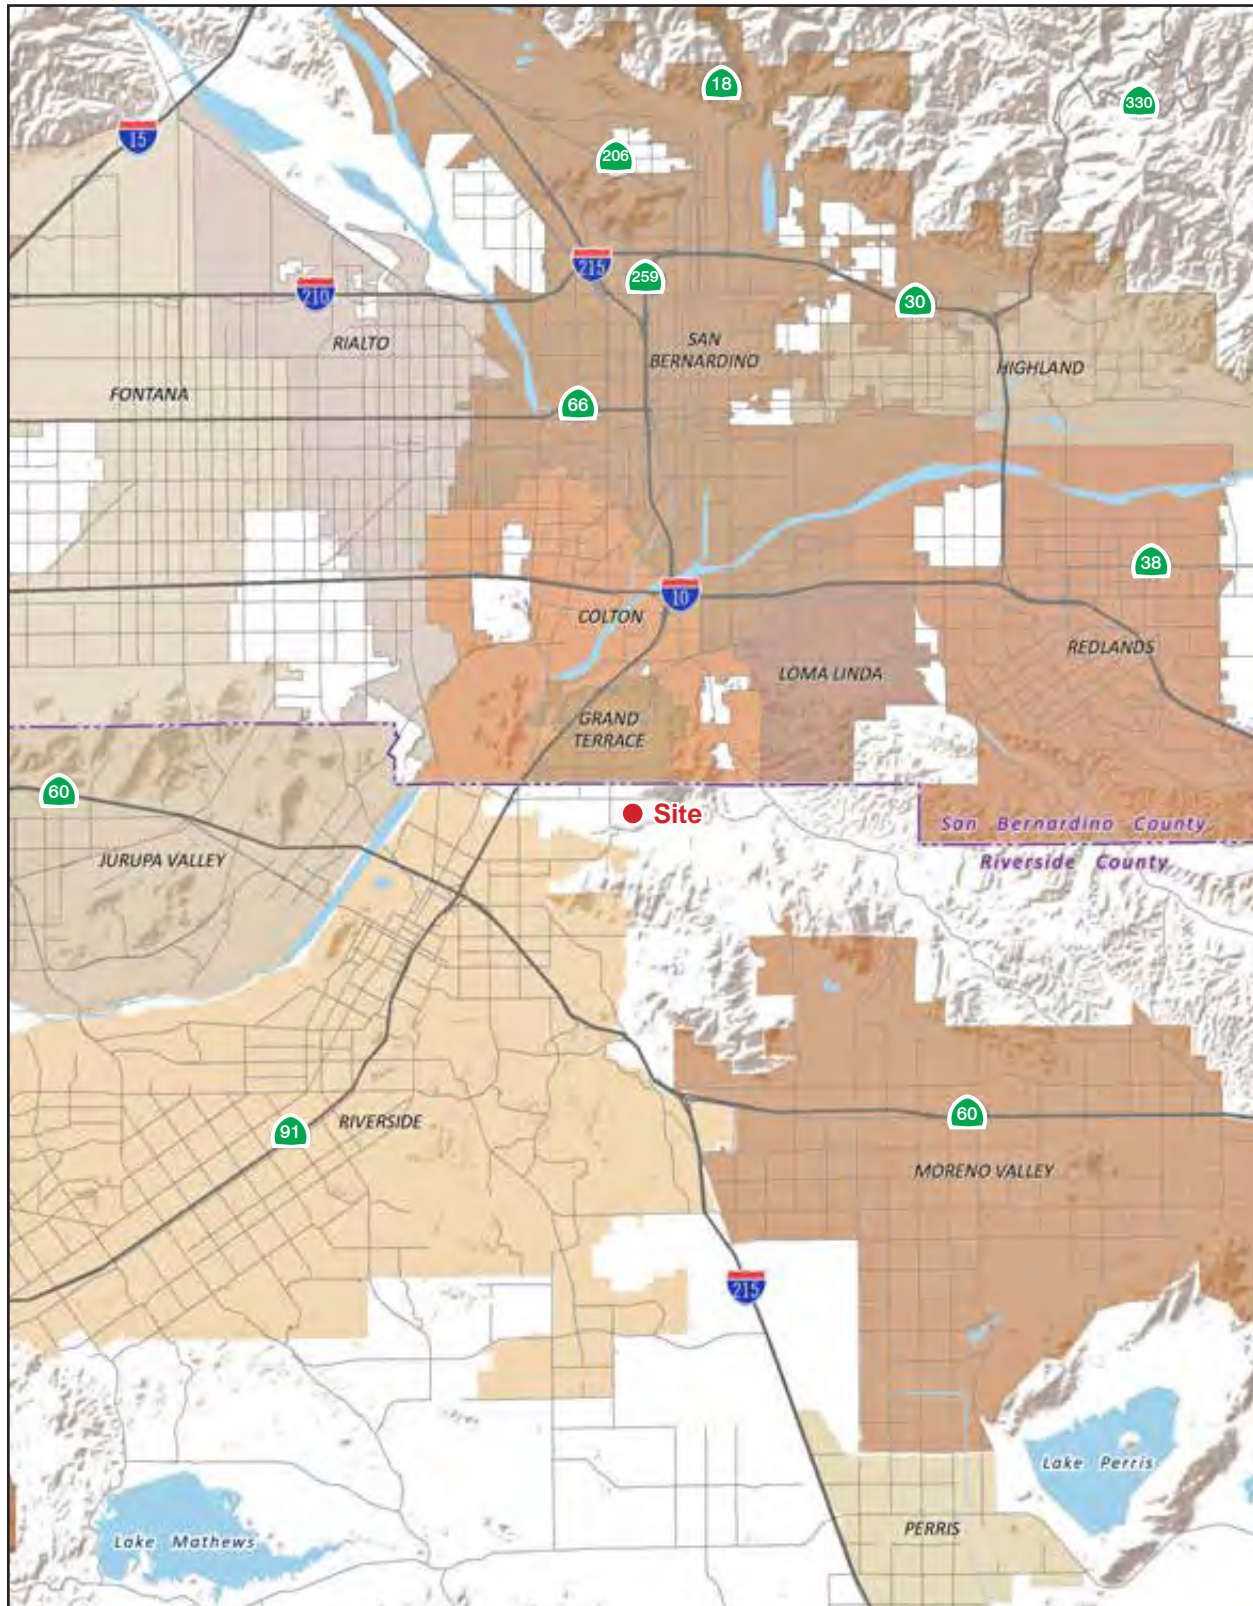 18
330
15
206
215
259
210
30
RIALTO
SAN
BERNARDINO
HIGHLAND
FONTANA
66
38
10
COLTON
REDLANDS
LOMA LINDA
GRAND
TERRACE
60
Site
San Bernardino County
Riverside County
JURUPA VALLEY
60
91
RIVERSIDE
MORENO VALLEY
215
Lake Perris
PERRIS
Lake Mathews